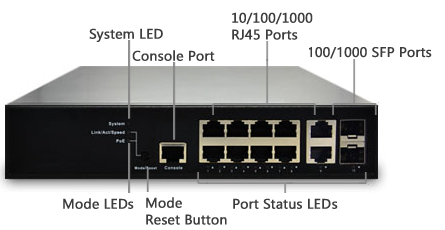 System LED
10/100/1000
RJ45 Ports
Console Port
100/1000 SFP Ports
System
Link/Act/Speed
PoE
Mode/Reset
Console
Mode LEDs
Mode
Reset Button
Port Status LEDs